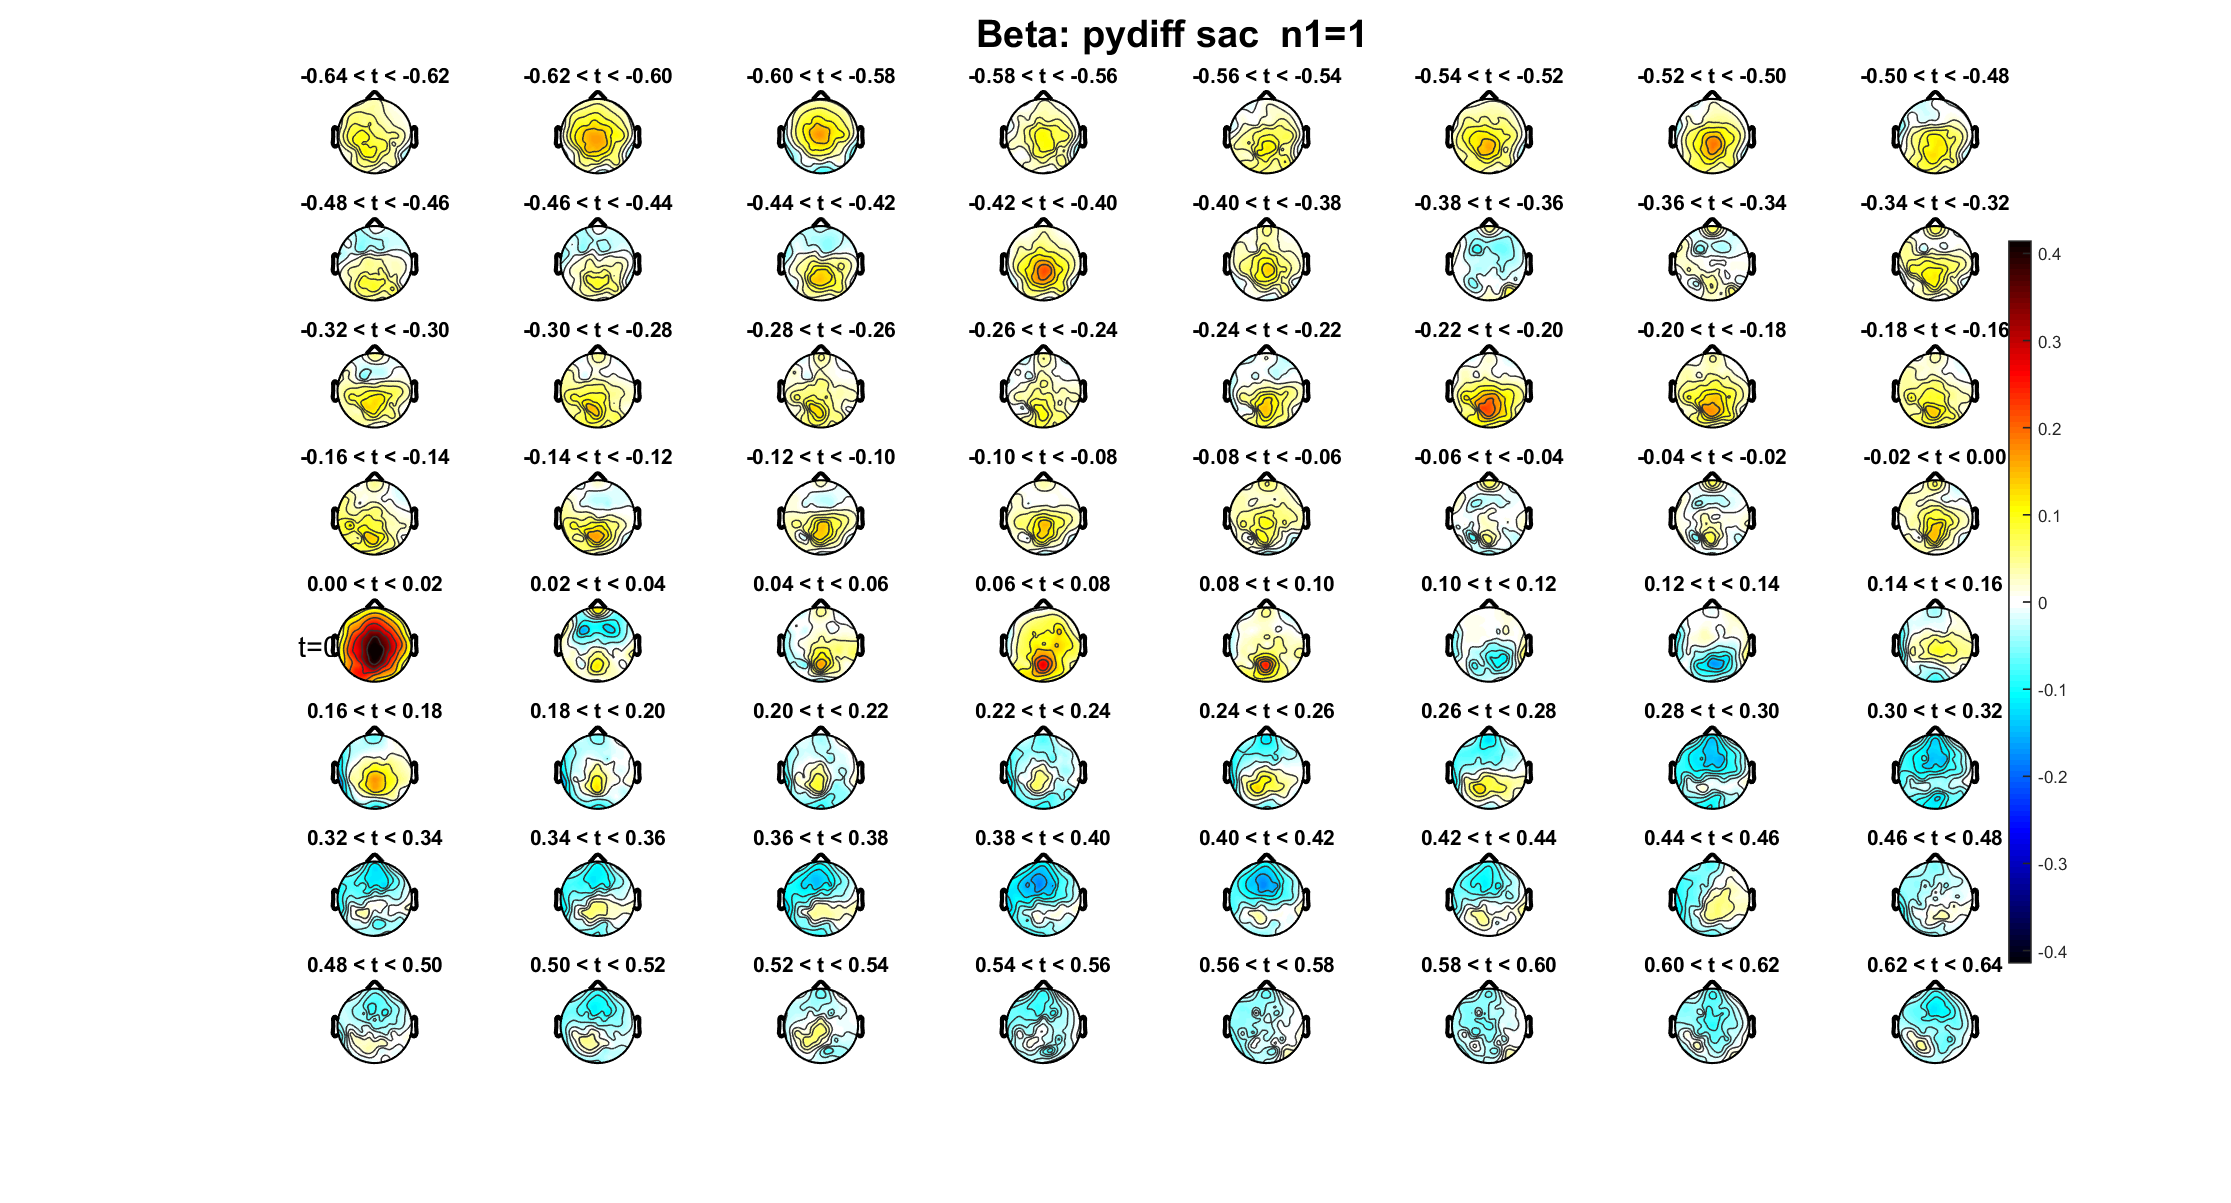 Beta: pydiff sac n1=1
-0.64 < t < -0.62 -0.62 < t < -0.60 -0.60 < t < -0.58 -0.58 < t < -0.56 -0.56 < t < -0.54 -0.54 < t < -0.52 -0.52 < t < -0.50 -0.50 < t < -0.48
-0.48 < t < -0.46 -0.46 < t < -0.44 -0.44 < t < -0.42 -0.42 < t < -0.40 -0.40 < t < -0.38 -0.38 < t < -0.36 -0.36 < t < -0.34 -0.34 < t < -0.32
-0.32 < t < -0.30 -0.30 < t < -0.28 -0.28 < t < -0.26 -0.26 < t < -0.24 -0.24 < t < -0.22 -0.22 < t < -0.20 -0.20 < t < -0.18 -0.18 < t < -0.16
-0.16 < t < -0.14 -0.14 < t < -0.12 -0.12 < t < -0.10 -0.10 < t < -0.08 -0.08 < t < -0.06 -0.06 < t < -0.04 -0.04 < t < -0.02 -0.02 < t < 0.00
0.00 < t < 0.02 0.02 < t < 0.04 0.04 < t < 0.06 0.06 < t < 0.08 0.08 < t < 0.10 0.10 < t < 0.12 0.12 < t < 0.14 0.14 < t < 0.16
t=0
0.16 < t < 0.18 0.18 < t < 0.20 0.20 < t < 0.22 0.22 < t < 0.24 0.24 < t < 0.26 0.26 < t < 0.28 0.28 < t < 0.30 0.30 < t < 0.32
0.32 < t < 0.34 0.34 < t < 0.36 0.36 < t < 0.38 0.38 < t < 0.40 0.40 < t < 0.42 0.42 < t < 0.44 0.44 < t < 0.46 0.46 < t < 0.48
0.48 < t < 0.50 0.50 < t < 0.52 0.52 < t < 0.54 0.54 < t < 0.56 0.56 < t < 0.58 0.58 < t < 0.60 0.60 < t < 0.62 0.62 < t < 0.64
0.4
0.3
0.2
0.1
0
-0.1
-0.2
-0.3
-0.4